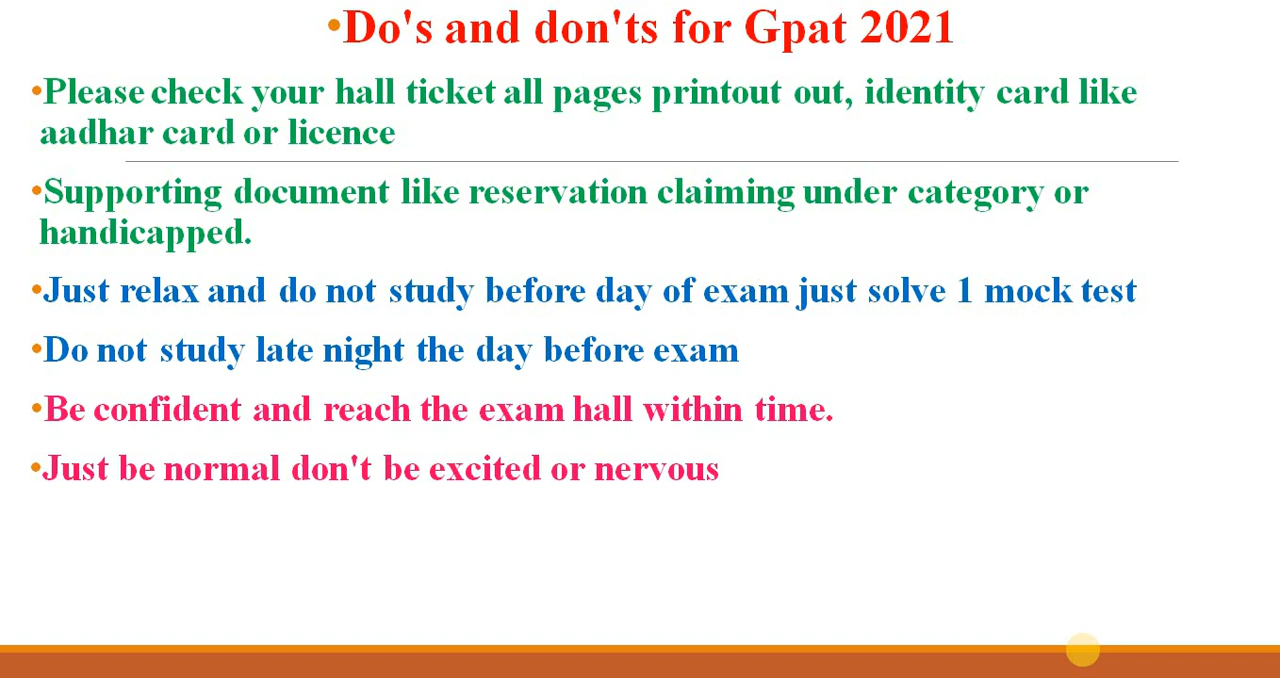 •Do's and don'ts for Gpat 2021
•Please check your hall ticket all pages printout out, identity card like
aadhar card or licence
•Supporting document like reservation claiming under category or
handicapped.
•Just relax and do not study before day of exam just solve 1 mock test
•Do not study late night the day before exam
•Be confident and reach the exam hall within time.
•Just be normal don't be excited or nervous